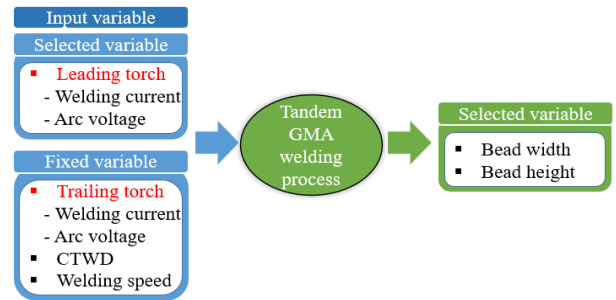 Input variable
Selected variable
▪ Leading torch
- Welding current
- Arc voltage
Fixed variable
▪ Trailing torch
- Welding current
- Arc voltage
▪ CTWD
▪ Welding speed
Tandem
GMA
welding
process
Selected variable
▪ Bead width
▪ Bead height